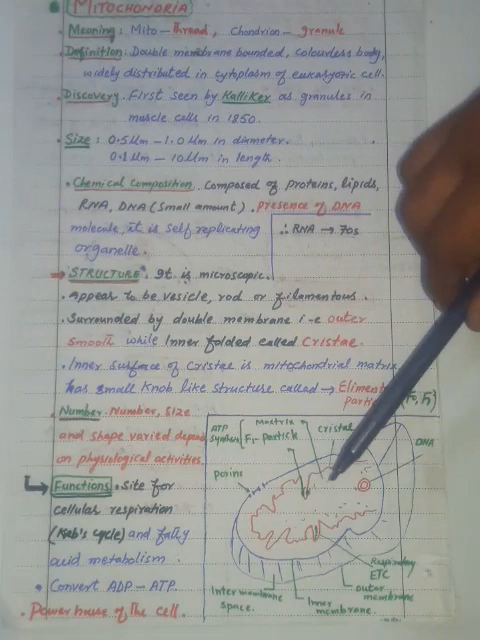 MITOCHONDRIA
• Meaning: Mito - thread, Chondrion - granule
• Definition: Double membrane bounded, colourless body,
widely distributed in cytoplasm of eukaryotic cell.
• Discovery. First seen by Kalliker as granules in
muscle cells in 1850.
• Size: 0.5 Um - 1.0 Um in diameter.
0.1 Um - 10 Um in length.
• Chemical composition. composed of proteins, lipids,
RNA, DNA (small amount). presence of DNA
molecule, it is self replicating
organelle.
∴ RNA → 70s
→ STRUCTURE: It is microscopic.
• Appear to be vesicle, rod or filamentous.
• Surrounded by double membrane i-e outer
smooth while Inner folded called Cristae.
• Inner surface of cristae is mitochondrial matrix
has small knob like structure called →
(F0, F1)
• Number. Number, size
and shape varied depend
on physiological activities
Functions. Site for
cellular respiration
(Keb's cycle) and fatty
acid metabolism.
• Convert ADP - ATP.
• Power house of the cell.
ATP
synthes
Matrix
F1 - particle
cristal
DNA
porins
Respiratory
ETC
outer
membrane
Inter membrane
space.
Inner
membrane.